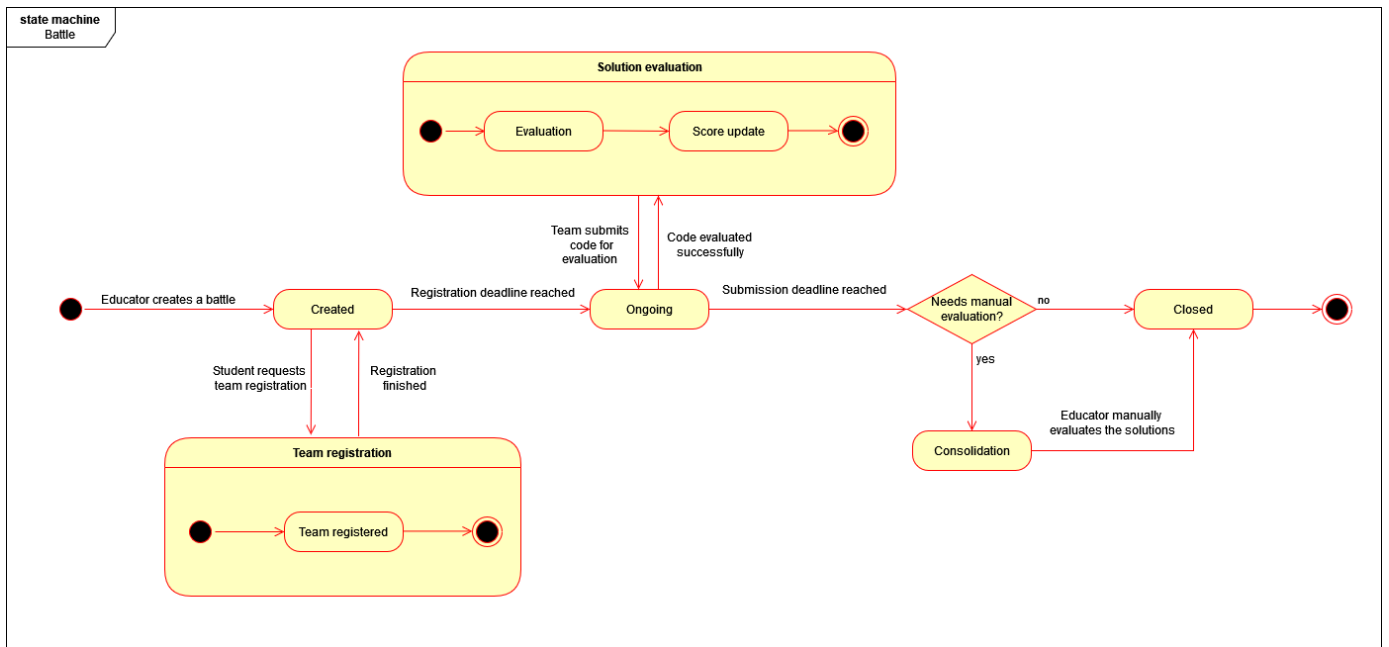 state machine
Battle
Solution evaluation
Evaluation
Score update
Team submits
code for
evaluation
Code evaluated
successfully
Educator creates a battle
Created
Registration deadline reached
Ongoing
Submission deadline reached
Needs manual
evaluation?
no
Closed
yes
Student requests
team registration
Registration
finished
Educator manually
evaluates the solutions
Consolidation
Team registration
Team registered